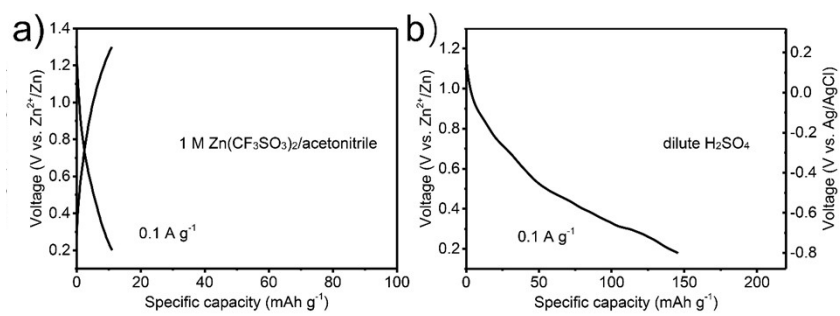 a)
1.4
1.2
1.0
0.8
0.6
0.4
0.2
Voltage (V vs. Zn²⁺/Zn)
1 M Zn(CF₃SO₃)₂/acetonitrile
0.1 A g⁻¹
0 20 40 60 80 100
Specific capacity (mAh g⁻¹)
b)
1.2
1.0
0.8
0.6
0.4
0.2
Voltage (V vs. Zn²⁺/Zn)
dilute H₂SO₄
0.1 A g⁻¹
0.2
0.0
-0.2
-0.4
-0.6
-0.8
Voltage (V vs. Ag/AgCl)
0 50 100 150 200
Specific capacity (mAh g⁻¹)